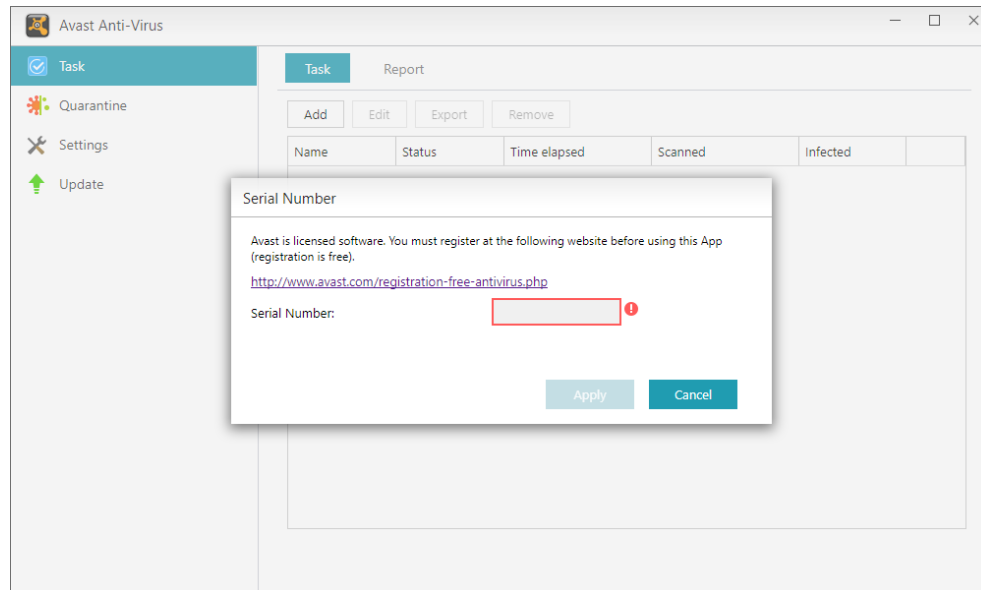 Avast Anti-Virus
Task
Quarantine
Settings
Update
Task Report
Add Edit Export Remove
Name Status Time elapsed Scanned Infected
Serial Number
Avast is licensed software. You must register at the following website before using this App
(registration is free).
http://www.avast.com/registration-free-antivirus.php
Serial Number:
Apply Cancel